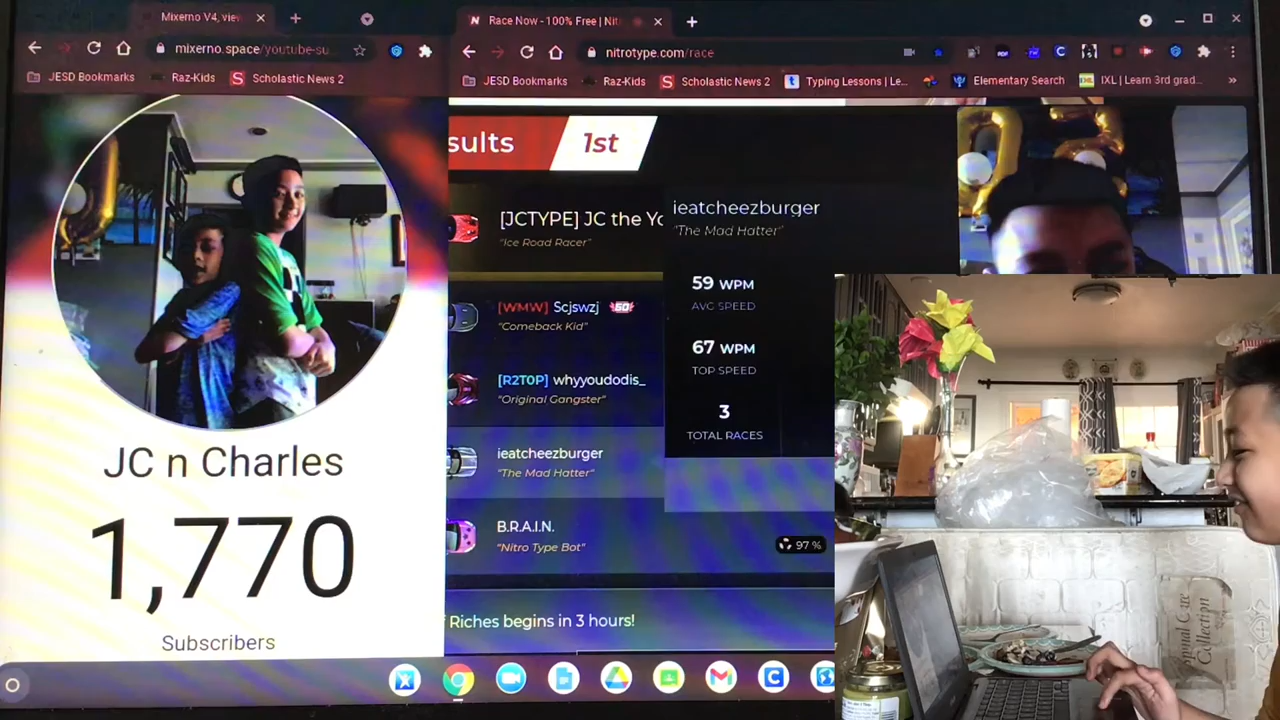 Mixerno V4, view
mixerno.space/youtube-su
JESD Bookmarks
Raz-Kids
S Scholastic News 2
JC n Charles
1,770
Subscribers
N Race Now - 100% Free | Nit
nitrotype.com/race
JESD Bookmarks
Raz-Kids
S Scholastic News 2
t Typing Lessons | Le...
Elementary Search
IXL IXL | Learn 3rd grad...
»
sults
1st
[JCTYPE] JC the Yo
"Ice Road Racer"
[WMW] Scjswzj
"Comeback Kid"
[R2T0P] whyyoudodis_
"Original Gangster"
ieatcheezburger
"The Mad Hatter"
B.R.A.I.N.
"Nitro Type Bot"
97 %
ieatcheezburger
"The Mad Hatter"
59 WPM
AVG SPEED
67 WPM
TOP SPEED
3
TOTAL RACES
Riches begins in 3 hours!
Collection